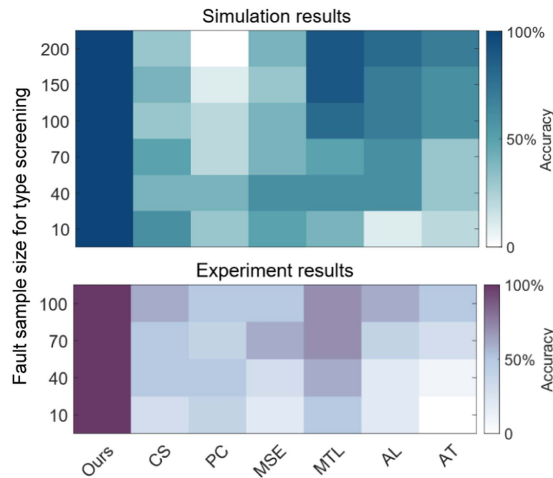 Simulation results
200
150
100
70
40
10
100%
50%
0
Accuracy
Fault sample size for type screening
Experiment results
100
70
40
10
100%
50%
0
Accuracy
Ours
CS
PC
MSE
MTL
AL
AT